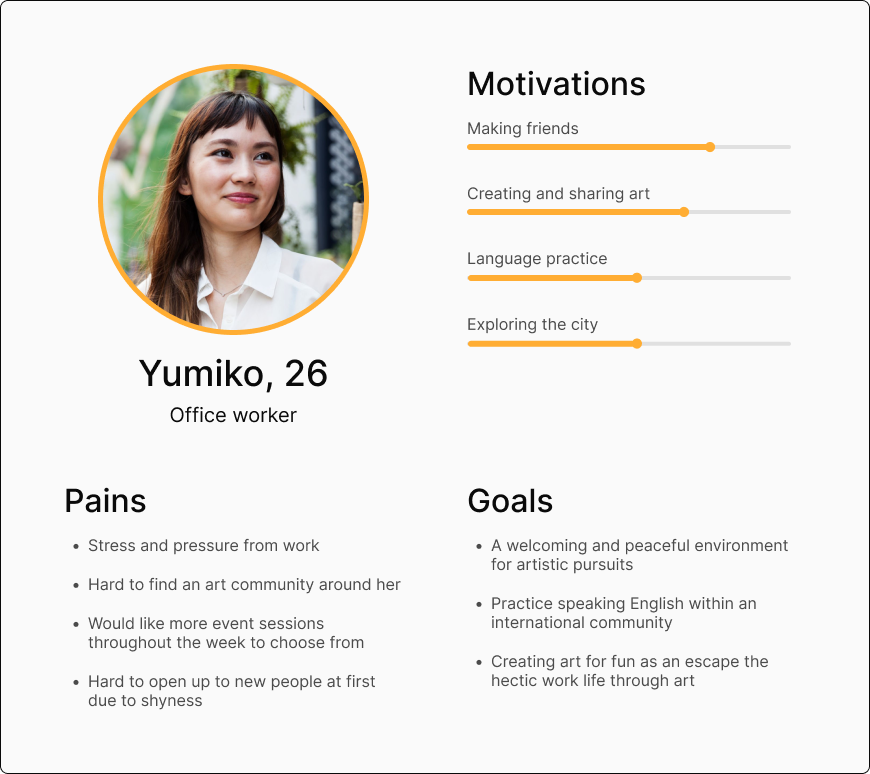 Yumiko, 26
Office worker
Motivations
Making friends
Creating and sharing art
Language practice
Exploring the city
Pains
• Stress and pressure from work
• Hard to find an art community around her
• Would like more event sessions
throughout the week to choose from
• Hard to open up to new people at first
due to shyness
Goals
• A welcoming and peaceful environment
for artistic pursuits
• Practice speaking English within an
international community
• Creating art for fun as an escape the
hectic work life through art